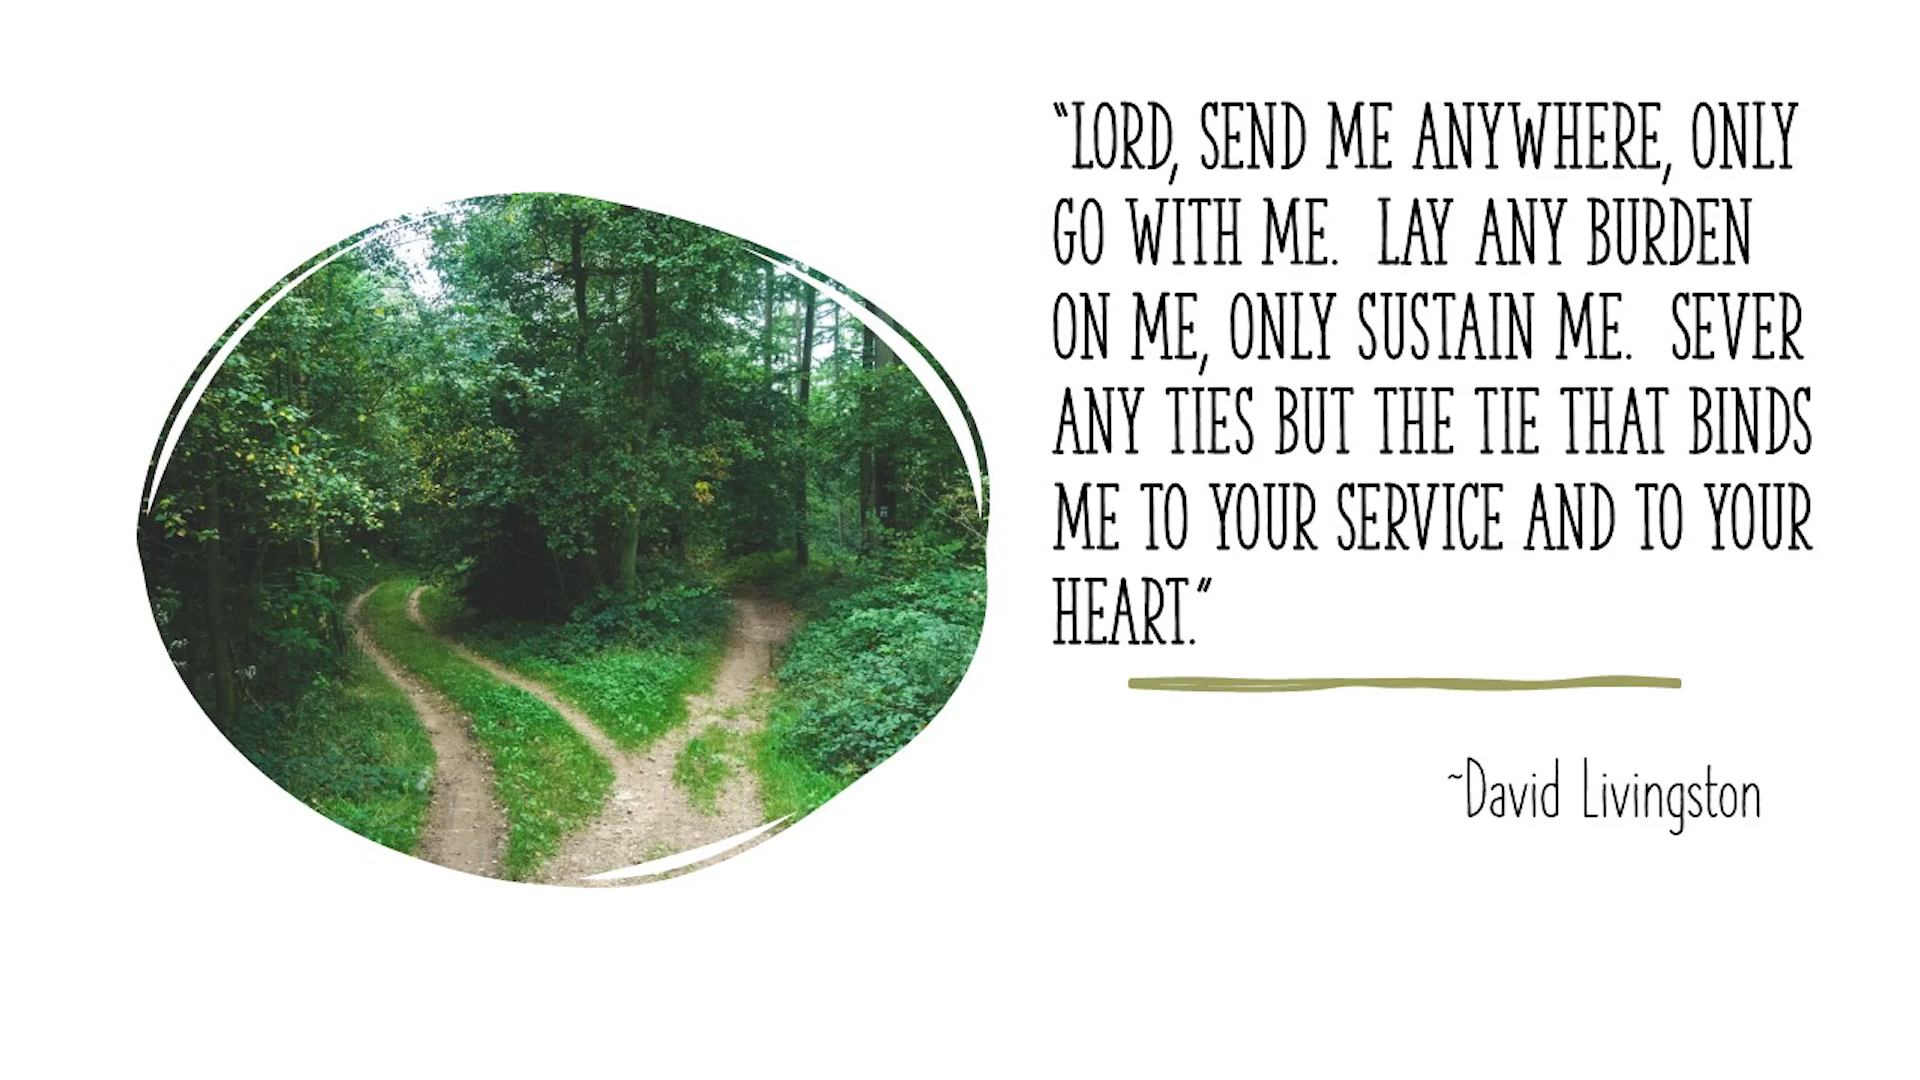 “LORD, SEND ME ANYWHERE, ONLY
GO WITH ME. LAY ANY BURDEN
ON ME, ONLY SUSTAIN ME. SEVER
ANY TIES BUT THE TIE THAT BINDS
ME TO YOUR SERVICE AND TO YOUR
HEART.”
~David Livingston